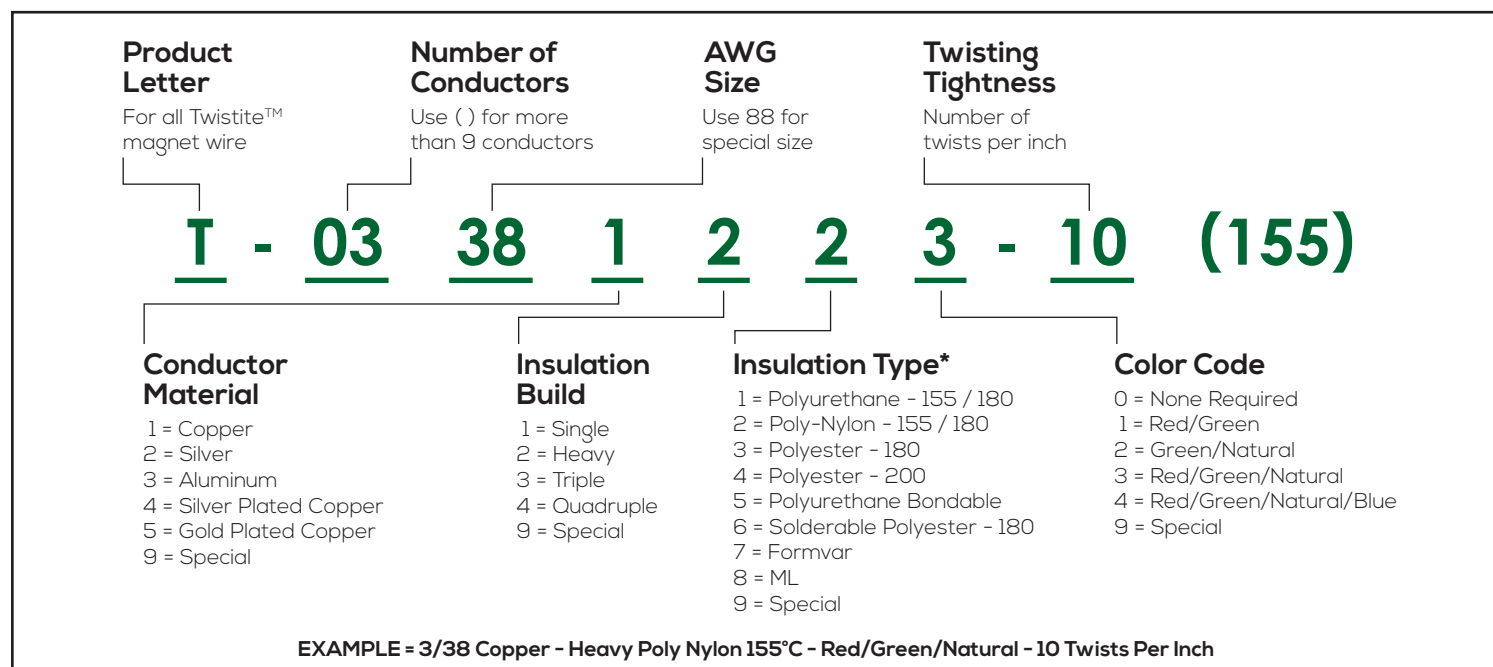 Product
Letter
For all Twistite™
magnet wire
Number of
Conductors
Use ( ) for more
than 9 conductors
AWG
Size
Use 88 for
special size
Twisting
Tightness
Number of
twists per inch
T - 03 38 1 2 2 3 - 10 (155)
Conductor
Material
1 = Copper
2 = Silver
3 = Aluminum
4 = Silver Plated Copper
5 = Gold Plated Copper
9 = Special
Insulation
Build
1 = Single
2 = Heavy
3 = Triple
4 = Quadruple
9 = Special
Insulation Type*
1 = Polyurethane - 155 / 180
2 = Poly-Nylon - 155 / 180
3 = Polyester - 180
4 = Polyester - 200
5 = Polyurethane Bondable
6 = Solderable Polyester - 180
7 = Formvar
8 = ML
9 = Special
Color Code
0 = None Required
1 = Red/Green
2 = Green/Natural
3 = Red/Green/Natural
4 = Red/Green/Natural/Blue
9 = Special
EXAMPLE = 3/38 Copper - Heavy Poly Nylon 155°C - Red/Green/Natural - 10 Twists Per Inch